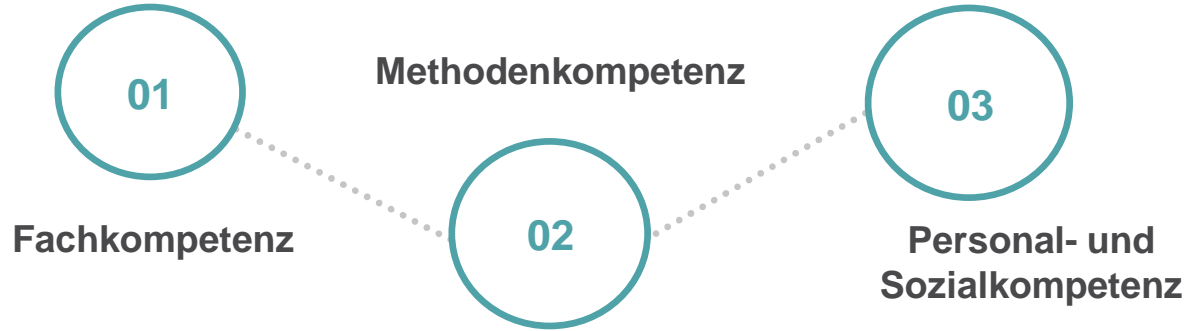 01
Fachkompetenz
Methodenkompetenz
02
03
Personal- und
Sozialkompetenz